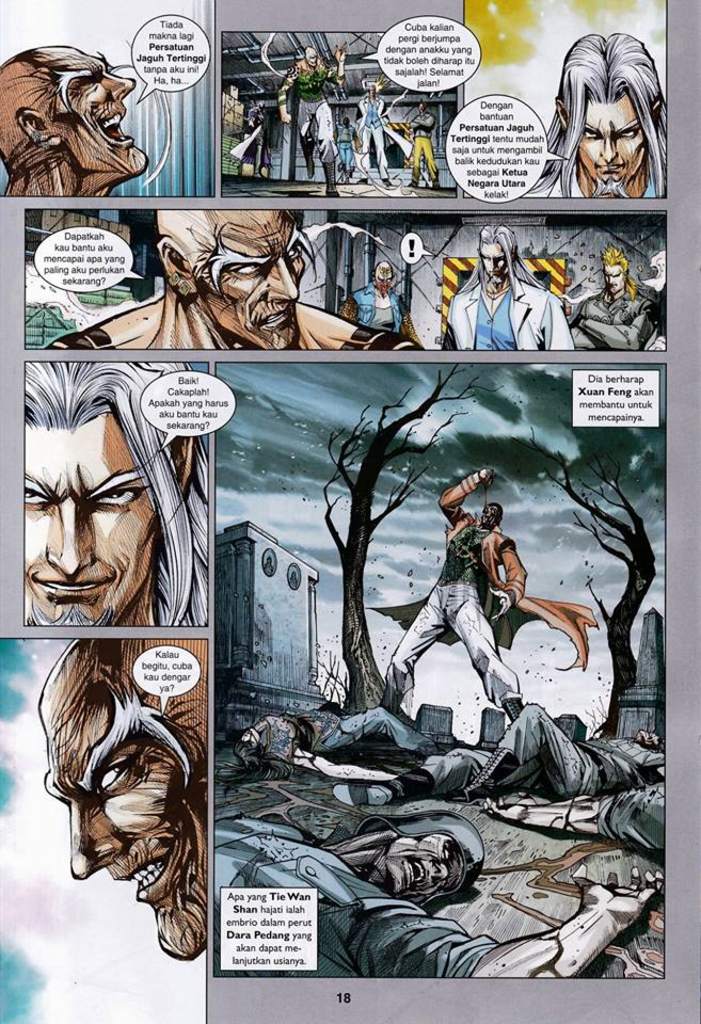 Tiada
makna lagi
Persatuan
Jaguh Tertinggi
tanpa aku ini!
Ha, ha...
Cuba kalian
pergi berjumpa
dengan anakku yang
tidak boleh diharap itu
sajalah! Selamat
jalan!
Dengan
bantuan
Persatuan Jaguh
Tertinggi tentu mudah
saja untuk mengambil
balik kedudukan aku
sebagai Ketua
Negara Utara
kelak!
Dapatkah
kau bantu aku
mencapai apa yang
paling aku perlukan
sekarang?
!
Baik!
Cakaplah!
Apakah yang harus
aku bantu kau
sekarang?
Dia berharap
Xuan Feng akan
membantu untuk
mencapainya.
Kalau
begitu, cuba
kau dengar
ya?
Apa yang Tie Wan
Shan hajati ialah
embrio dalam perut
Dara Pedang yang
akan dapat me-
lanjutkan usianya.
18